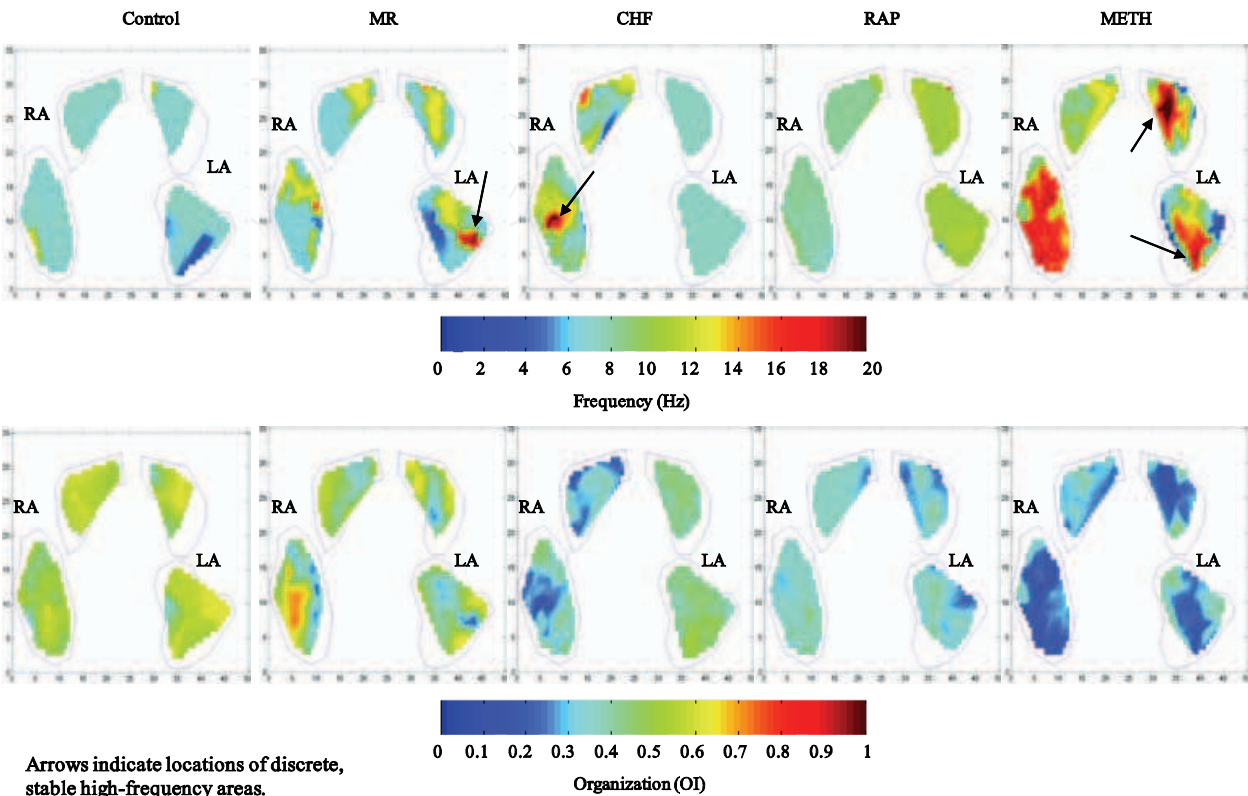 Control MR CHF RAP METH
RA LA
RA LA
RA LA
RA LA
RA LA
0 2 4 6 8 10 12 14 16 18 20
Frequency (Hz)
RA LA
RA LA
RA LA
RA LA
RA LA
0 0.1 0.2 0.3 0.4 0.5 0.6 0.7 0.8 0.9 1
Organization (OI)
Arrows indicate locations of discrete,
stable high-frequency areas.